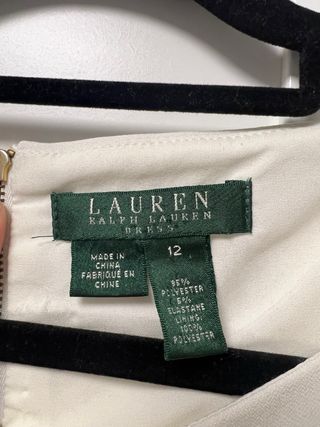 LAUREN
RALPH LAUREN
DRESS
MADE IN
CHINA
FABRIQUÉ EN
CHINE
12
95%
POLYESTER
5%
ELASTANE
LINING:
100%
POLYESTER